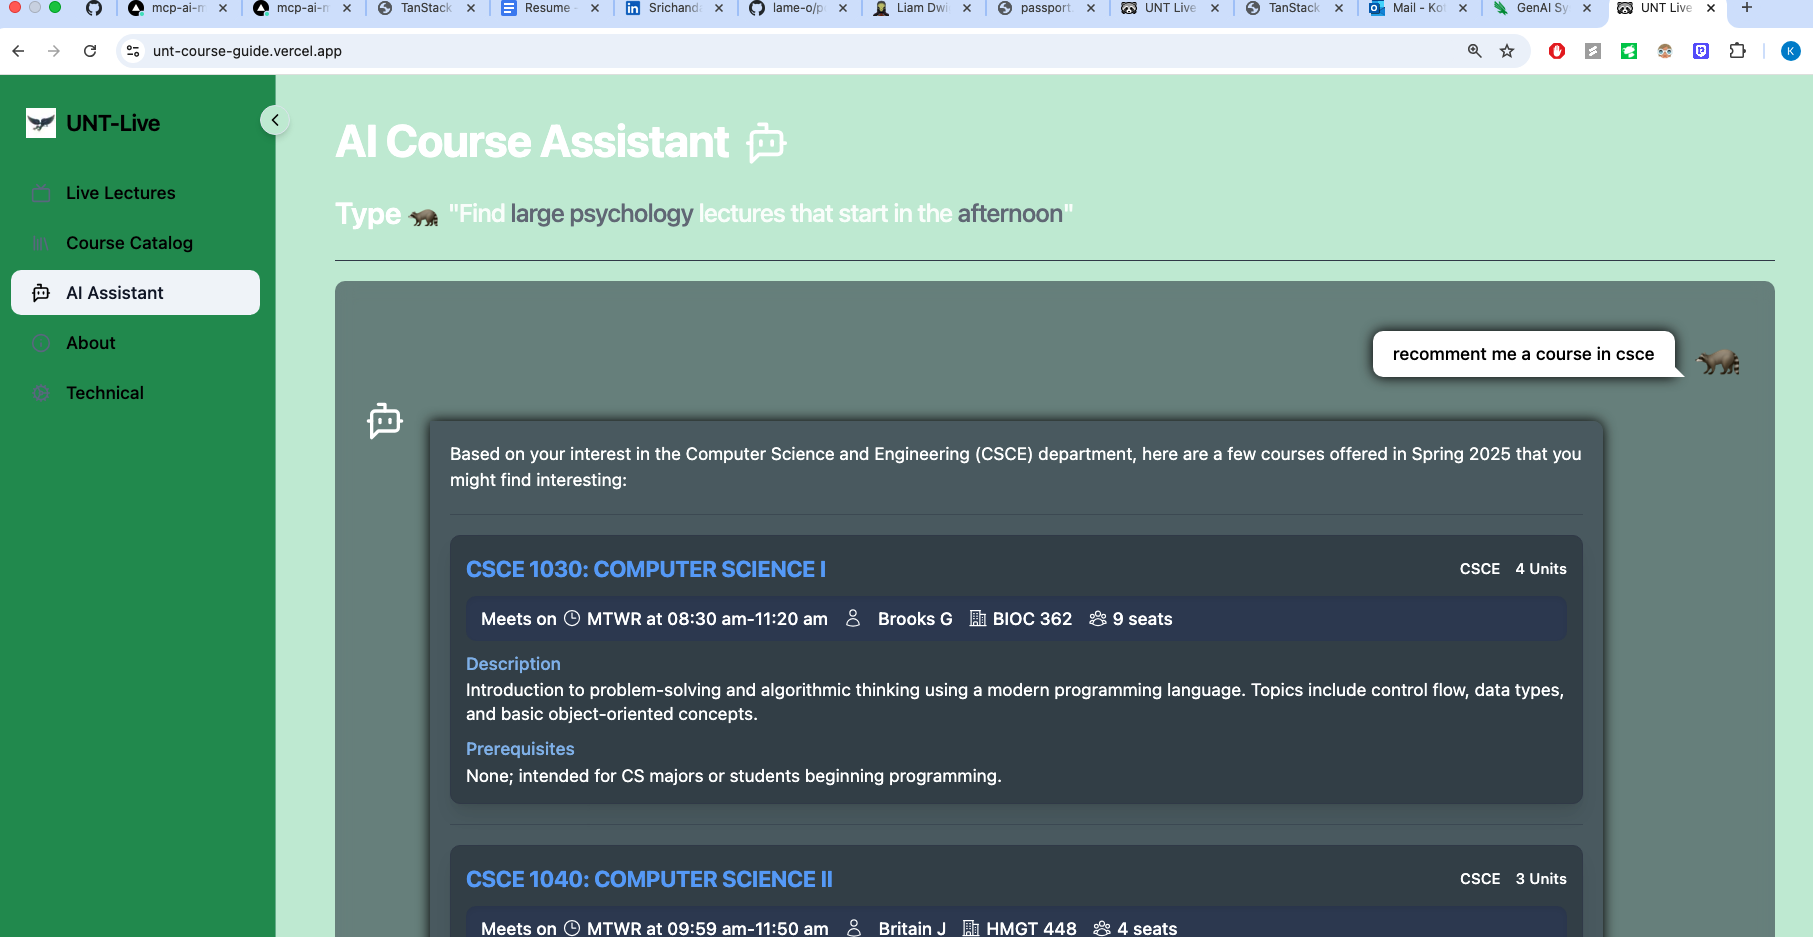 mcp-ai-m
mcp-ai-m
TanStack
Resume -
Srichanda
lame-o/p
Liam Dwi
passport.
UNT Live
TanStack
Mail - Ko
GenAI Sy
UNT Live
unt-course-guide.vercel.app
K
UNT-Live
Live Lectures
Course Catalog
AI Assistant
About
Technical
AI Course Assistant
Type "Find large psychology lectures that start in the afternoon"
recomment me a course in csce
Based on your interest in the Computer Science and Engineering (CSCE) department, here are a few courses offered in Spring 2025 that you
might find interesting:
CSCE 1030: COMPUTER SCIENCE I
CSCE 4 Units
Meets on MTWR at 08:30 am-11:20 am Brooks G BIOC 362 9 seats
Description
Introduction to problem-solving and algorithmic thinking using a modern programming language. Topics include control flow, data types,
and basic object-oriented concepts.
Prerequisites
None; intended for CS majors or students beginning programming.
CSCE 1040: COMPUTER SCIENCE II
CSCE 3 Units
Meets on MTWR at 09:59 am-11:50 am Britain J HMGT 448 4 seats